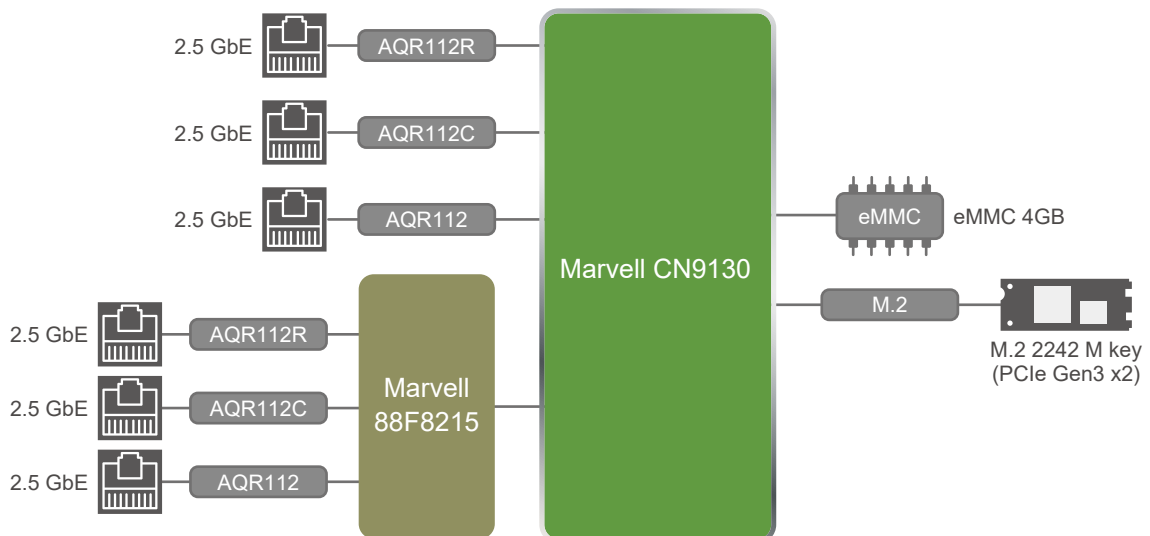 2.5 GbE
AQR112R
2.5 GbE
AQR112C
2.5 GbE
AQR112
2.5 GbE
AQR112R
2.5 GbE
AQR112C
2.5 GbE
AQR112
Marvell
88F8215
Marvell CN9130
eMMC
eMMC 4GB
M.2
M.2 2242 M key
(PCIe Gen3 x2)